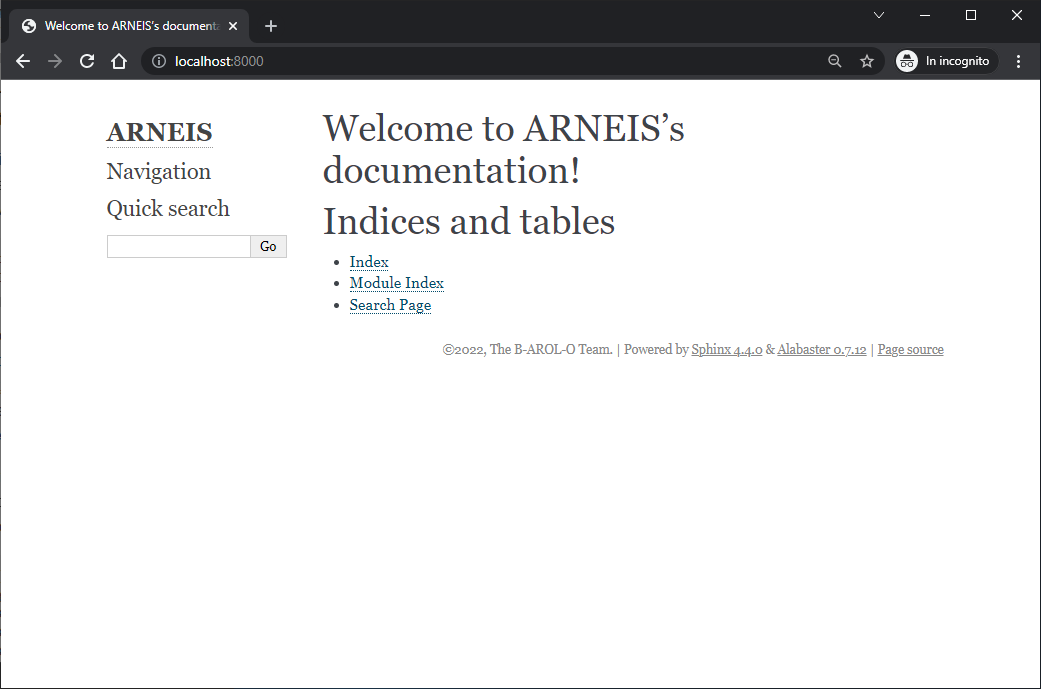 Welcome to ARNEIS's documenta
localhost:8000
In incognito
ARNEIS
Navigation
Quick search
Go
Welcome to ARNEIS’s
documentation!
Indices and tables
Index
Module Index
Search Page
©2022, The B-AROL-O Team. | Powered by Sphinx 4.4.0 & Alabaster 0.7.12 | Page source